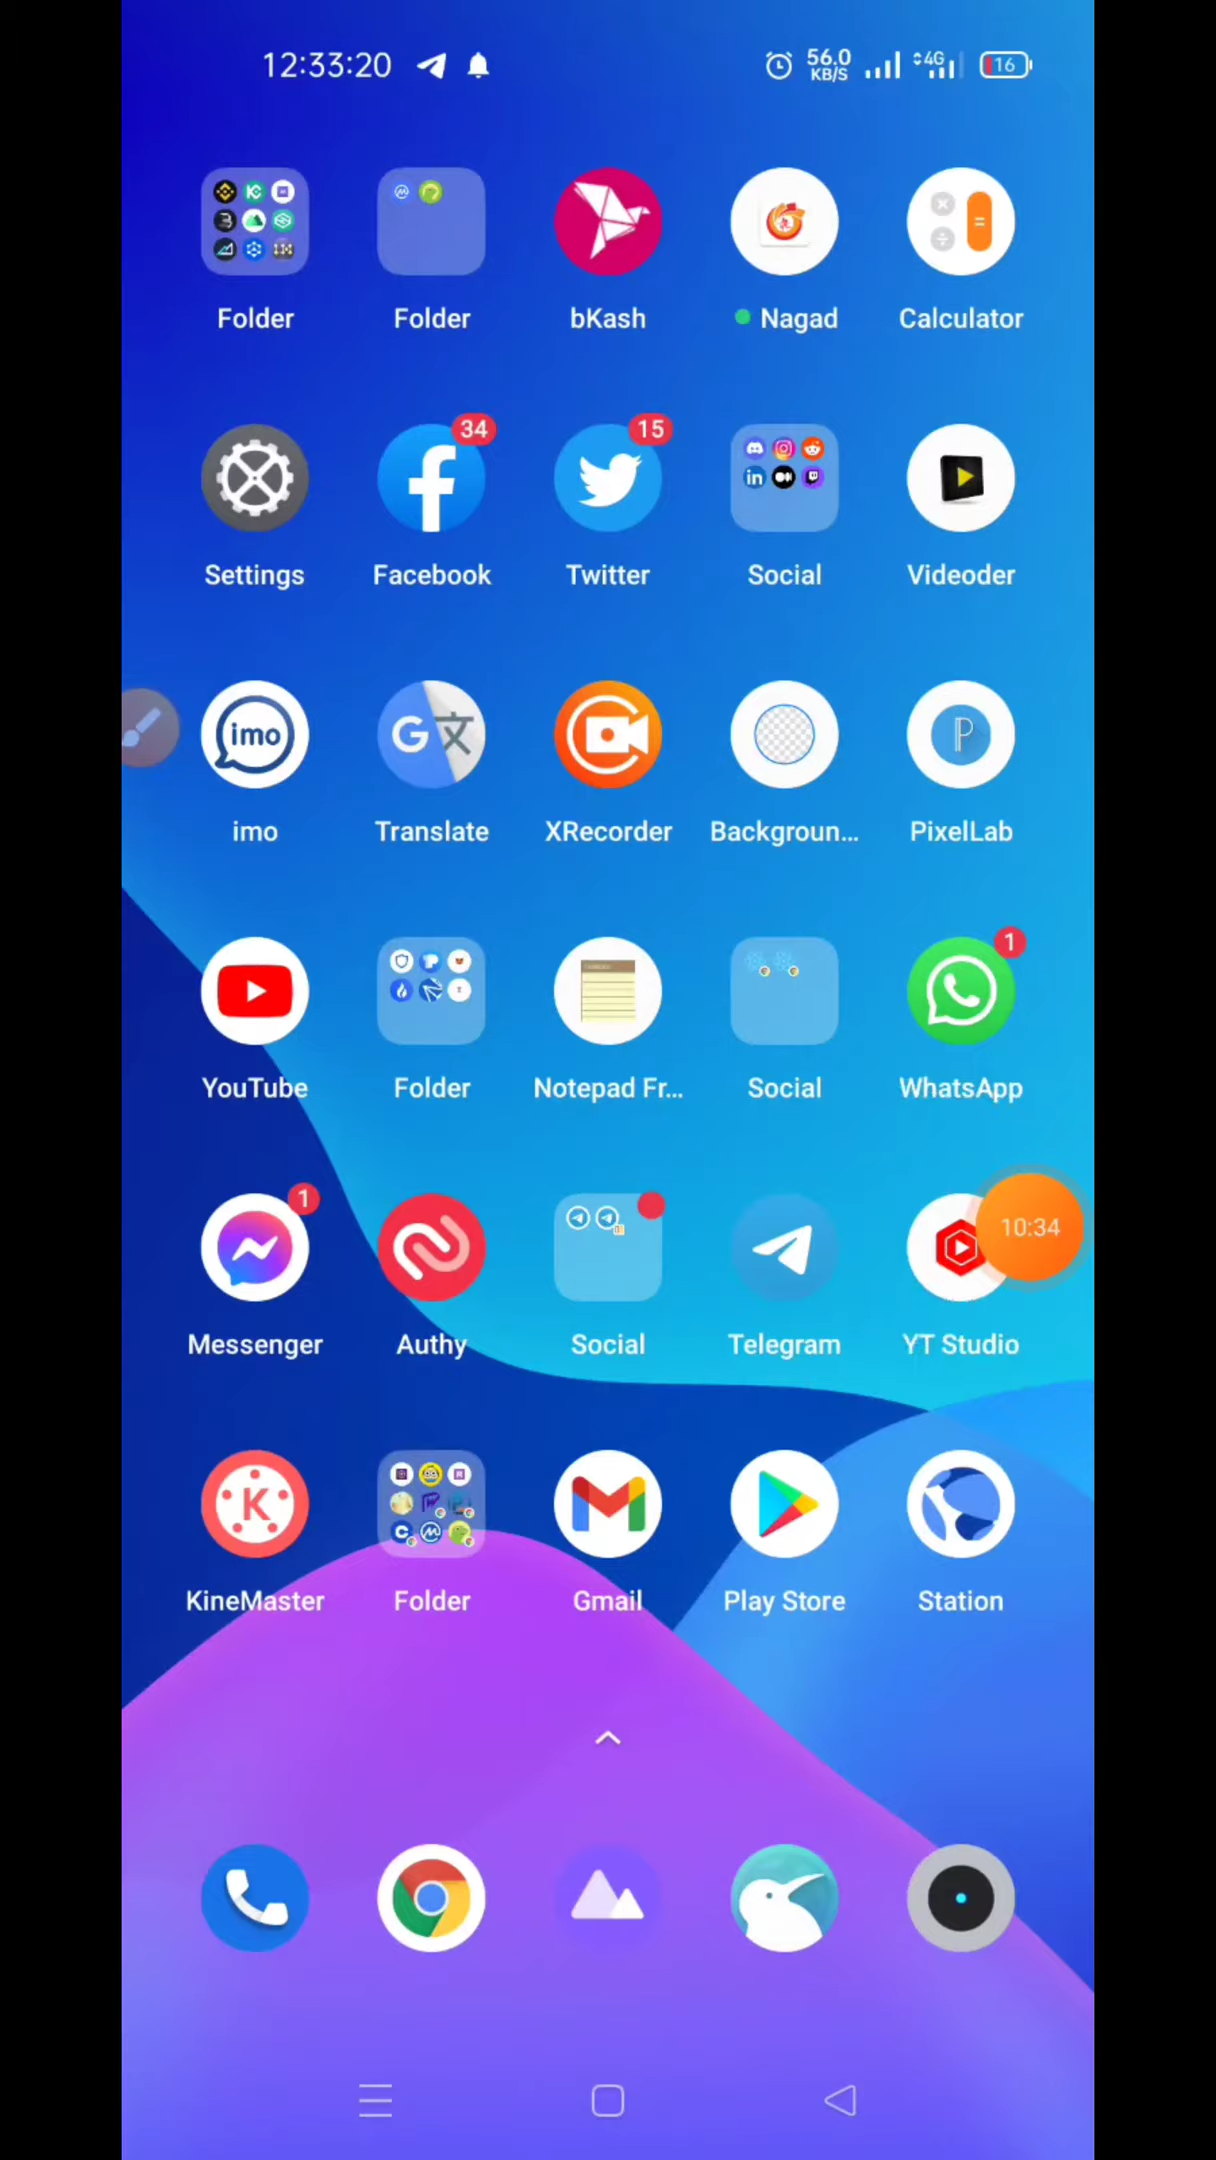 12:33:20 56.0 KB/S 4G 16
Folder Folder bKash Nagad Calculator
34 15
in
Settings Facebook Twitter Social Videoder
imo G P
imo Translate XRecorder Backgroun... PixelLab
1
YouTube Folder Notepad Fr... Social WhatsApp
1 10:34
Messenger Authy Social Telegram YT Studio
K
KineMaster Folder Gmail Play Store Station